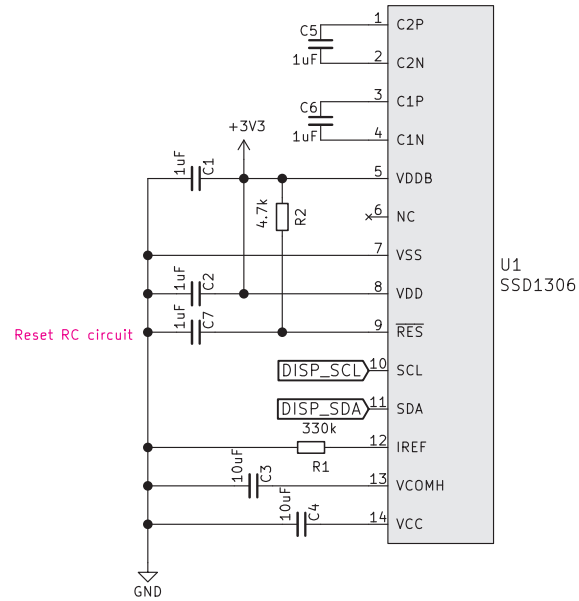 C5
1uF
1 C2P
2 C2N
C6
1uF
3 C1P
4 C1N
+3V3
1uF
C1
5 VDDB
4.7k
R2
6 NC
7 VSS
U1
SSD1306
1uF
C2
8 VDD
Reset RC circuit
1uF
C7
9 RES
DISP_SCL 10 SCL
DISP_SDA 11 SDA
330k
R1
12 IREF
10uF
C3
13 VCOMH
10uF
C4
14 VCC
GND